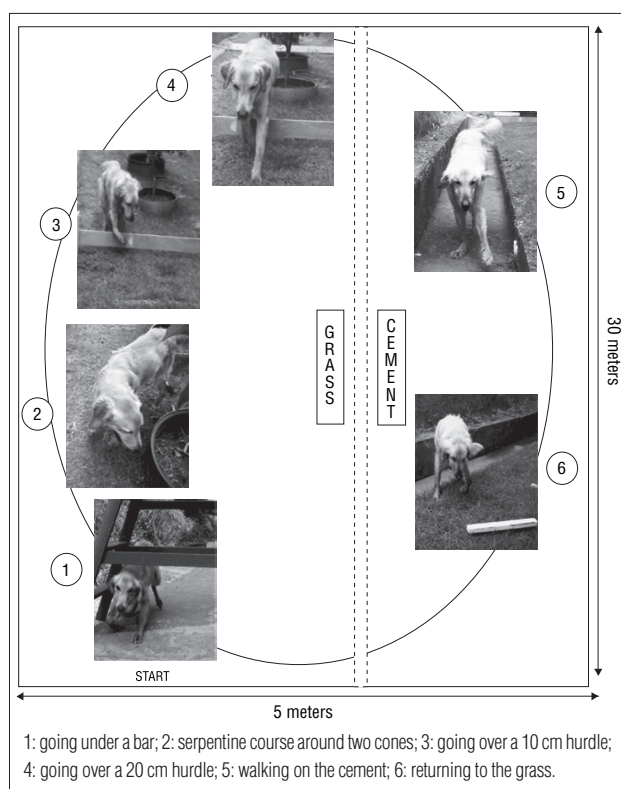 4
3
5
GRASS
CEMENT
30 meters
2
6
1
START
5 meters
1: going under a bar; 2: serpentine course around two cones; 3: going over a 10 cm hurdle;
4: going over a 20 cm hurdle; 5: walking on the cement; 6: returning to the grass.